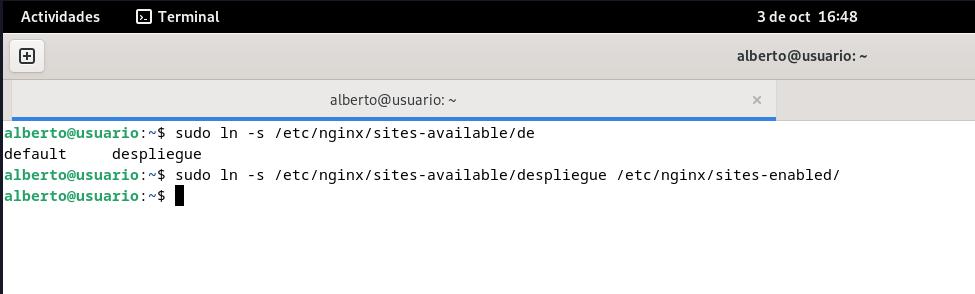 Actividades Terminal 3 de oct 16:48
alberto@usuario: ~
alberto@usuario: ~ ×
alberto@usuario:~$ sudo ln -s /etc/nginx/sites-available/de
default     despliegue
alberto@usuario:~$ sudo ln -s /etc/nginx/sites-available/despliegue /etc/nginx/sites-enabled/
alberto@usuario:~$